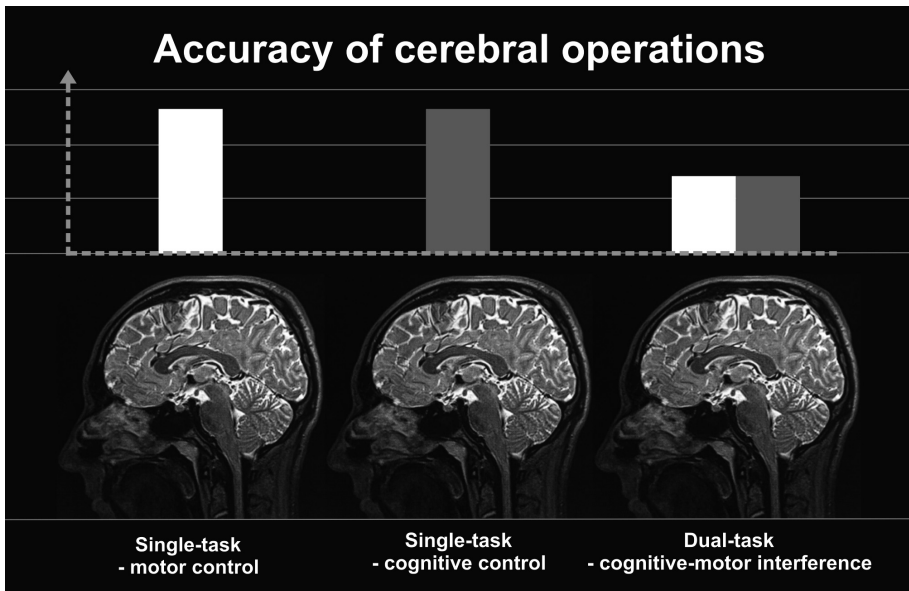 Accuracy of cerebral operations
Single-task
- motor control
Single-task
- cognitive control
Dual-task
- cognitive-motor interference